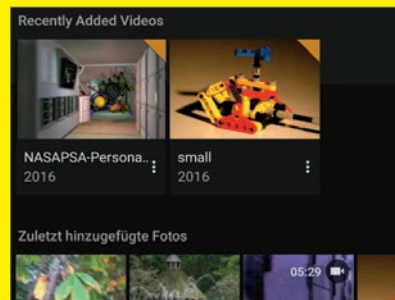 Recently Added Videos
NASAPSA-Persona..
2016
small
2016
Zuletzt hinzugefügte Fotos
05:29